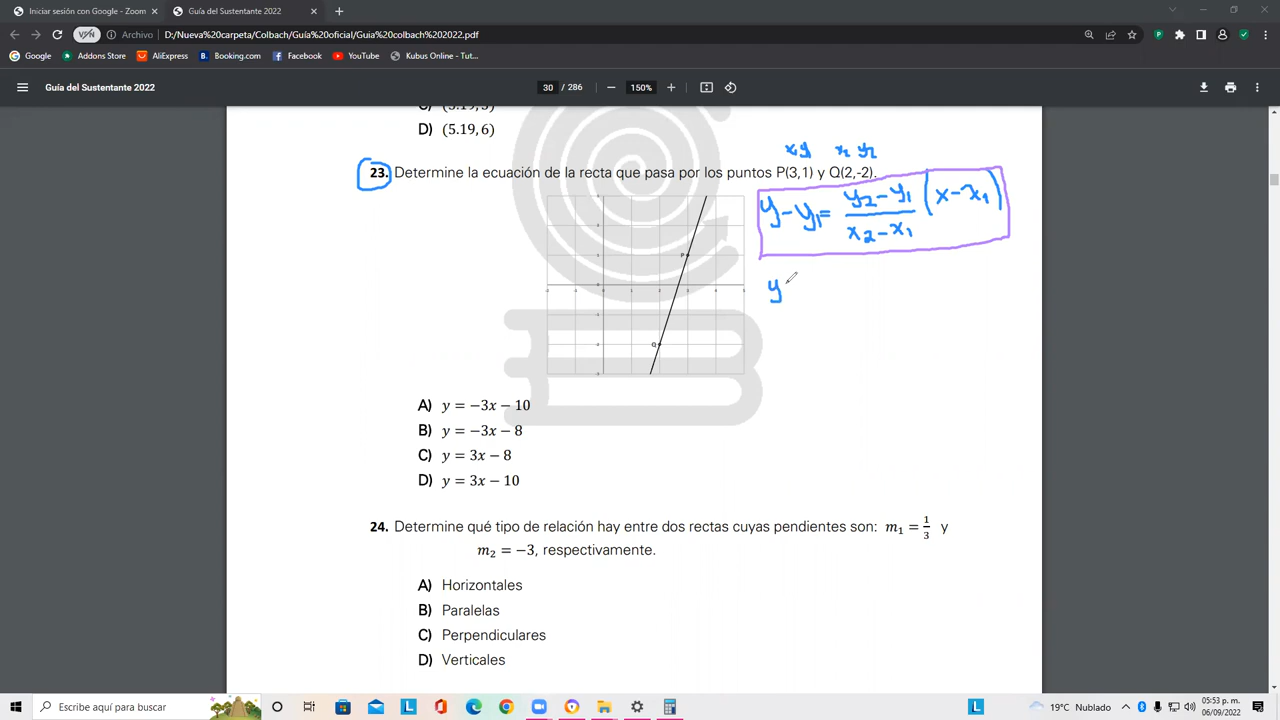 Iniciar sesión con Google - Zoom
Guía del Sustentante 2022
Archivo D:/Nueva%20carpeta/Colbach/Guía%20oficial/Guia%20colbach%202022.pdf
Google Addons Store AliExpress Booking.com Facebook YouTube Kubus Online - Tut...
Guía del Sustentante 2022 30 / 286 150%
D) (5.19, 6)
x₁ y₁ x₂ y₂
23. Determine la ecuación de la recta que pasa por los puntos P(3,1) y Q(2,-2).
y - y₁ = (y₂ - y₁)/(x₂ - x₁) (x - x₁)
P
y
Q
A) y = −3x − 10
B) y = −3x − 8
C) y = 3x − 8
D) y = 3x − 10
24. Determine qué tipo de relación hay entre dos rectas cuyas pendientes son: m₁ = 1/3 y
m₂ = −3, respectivamente.
A) Horizontales
B) Paralelas
C) Perpendiculares
D) Verticales
Escribe aquí para buscar
19°C Nublado
05:53 p. m.
06/09/2022